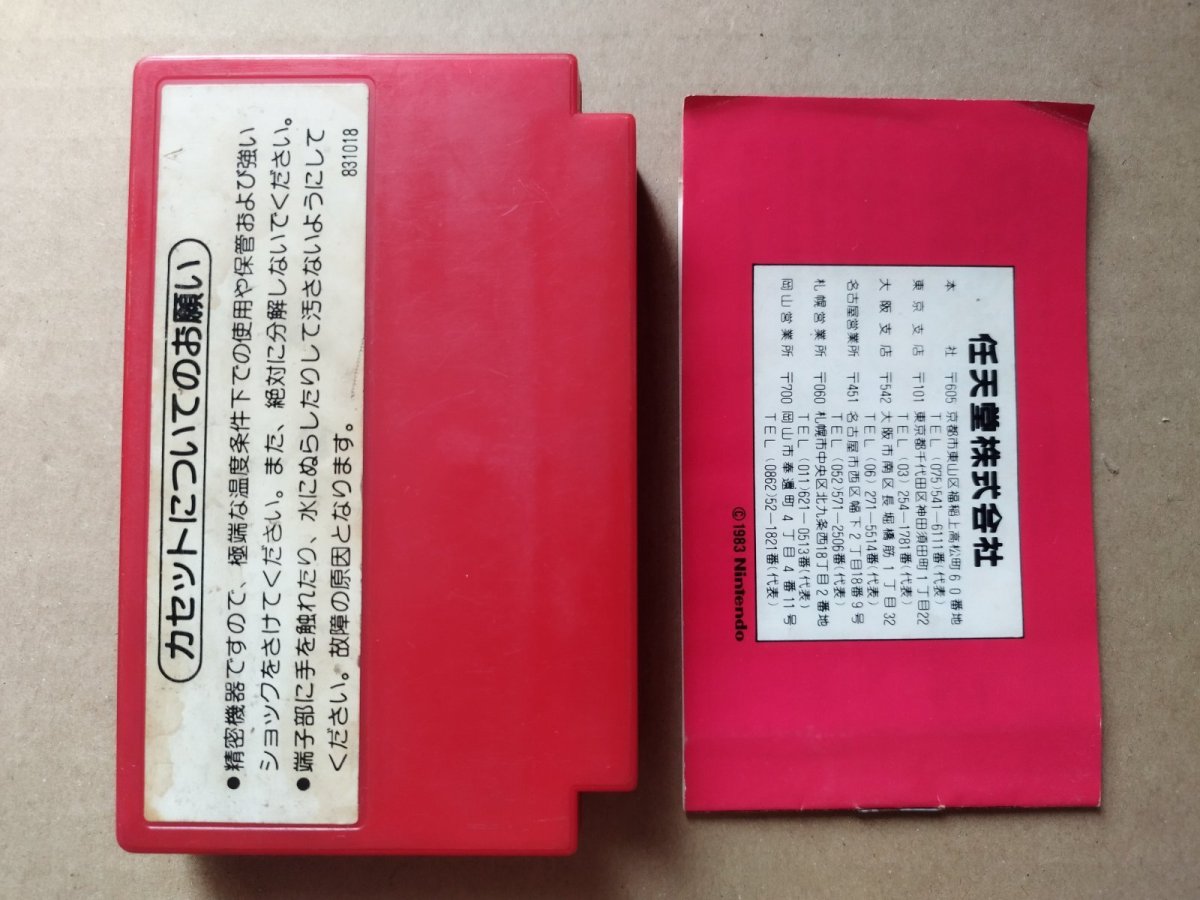 カセットについてのお願い
●精密機器ですので、極端な温度条件下での使用や保管および強い
ショックをさけてください。また、絶対に分解しないでください。
●端子部に手を触れたり、水にぬらしたりして汚さないようにして
ください。故障の原因となります。
831018
任天堂株式会社
本社 〒605 京都市東山区福稲上高松町60番地
TEL (075)541-6111番(代表)
東京支店 〒101 東京都千代田区神田須田町1丁目22
TEL (03)254-1781番(代表)
大阪支店 〒542 大阪市南区長堀橋筋1丁目32
TEL (06)271-5514番(代表)
名古屋営業所 〒451 名古屋市西区幅下2丁目18番9号
TEL (052)571-2506番(代表)
札幌営業所 〒060 札幌市中央区北九条西18丁目2番地
TEL (011)621-0513番(代表)
岡山営業所 〒700 岡山市奉還町4丁目4番11号
TEL (0862)52-1821番(代表)
©1983 Nintendo